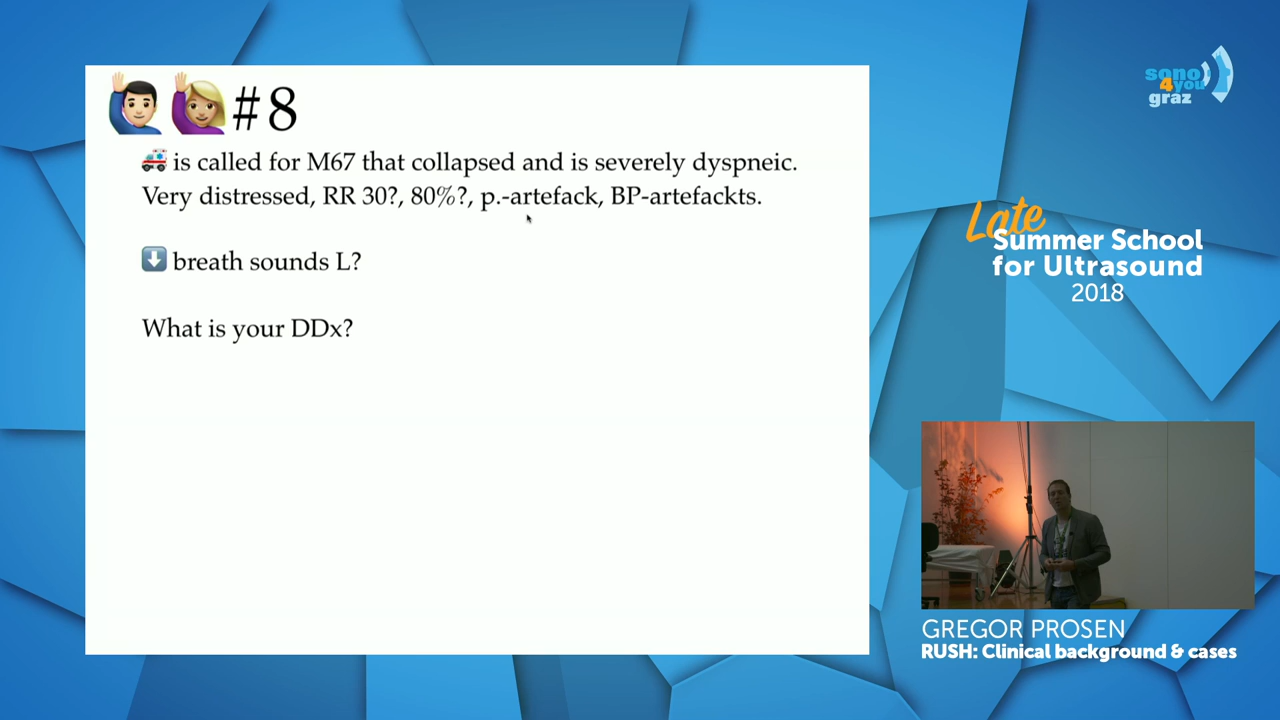 #8
is called for M67 that collapsed and is severely dyspneic.
Very distressed, RR 30?, 80%?, p.-artefack, BP-artefackts.
breath sounds L?
What is your DDx?
sono
4you
graz
Late
Summer School
for Ultrasound
2018
GREGOR PROSEN
RUSH: Clinical background & cases